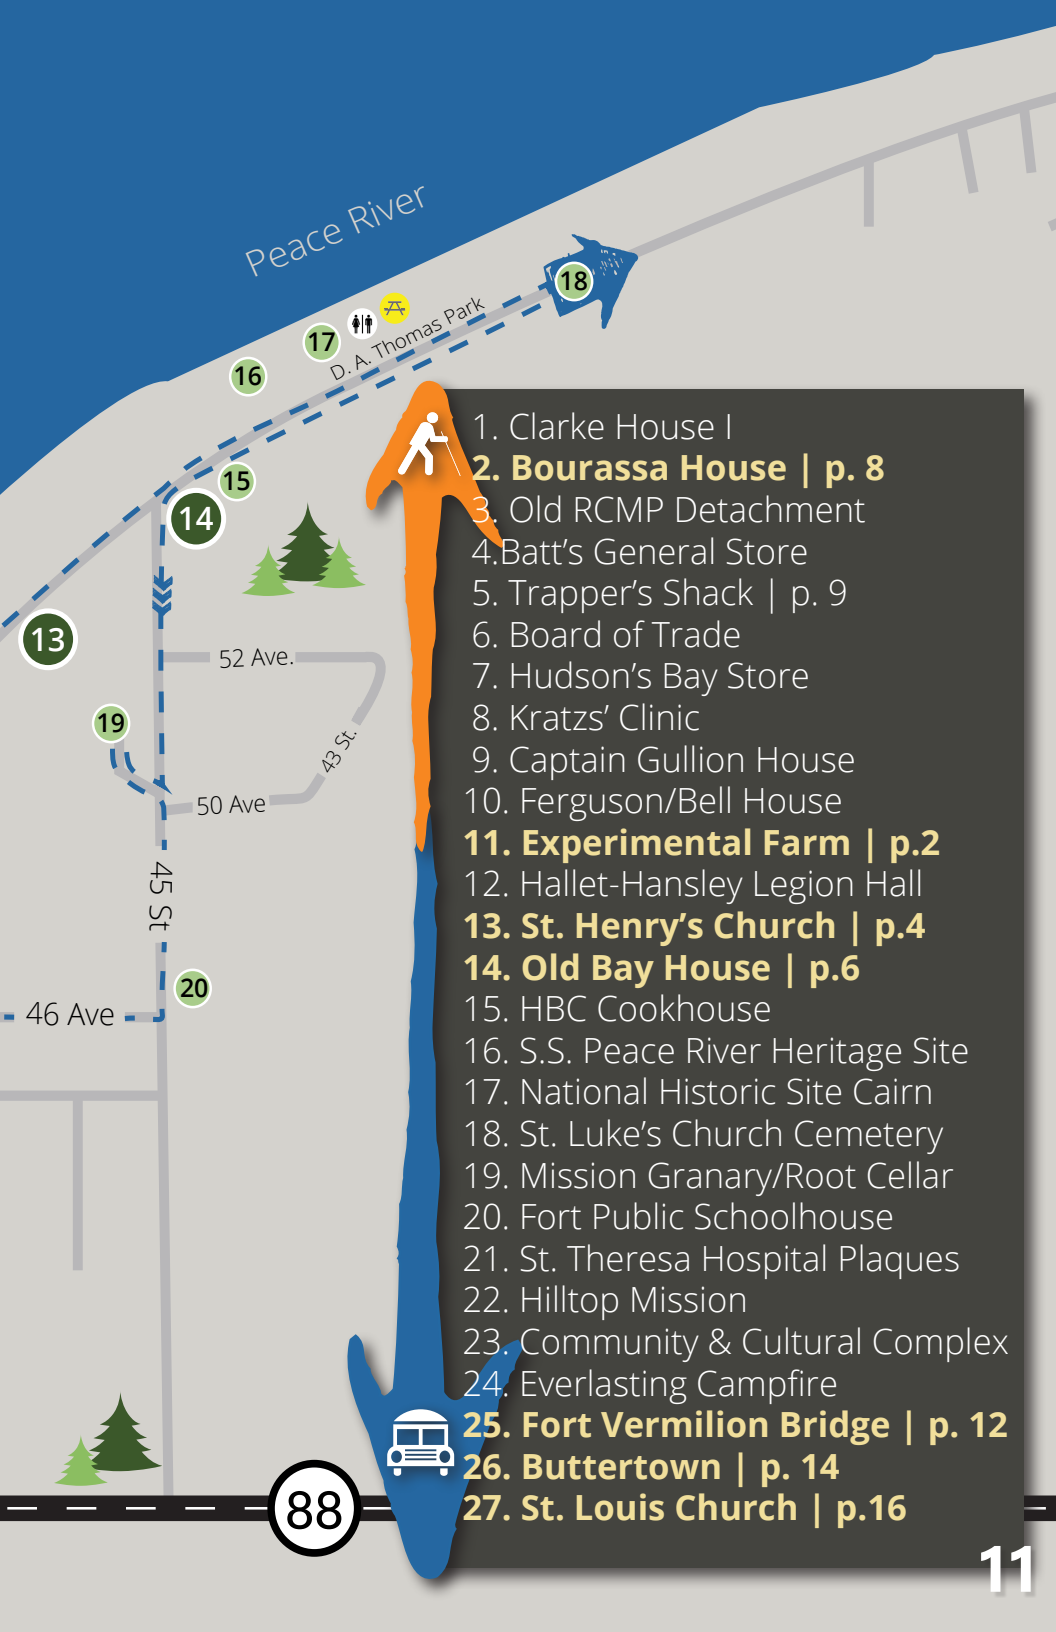 Peace River
18
17
D. A. Thomas Park
16
15
14
13
52 Ave.
19
43 St.
50 Ave
45 St
20
46 Ave
88
1. Clarke House I
2. Bourassa House | p. 8
3. Old RCMP Detachment
4.Batt’s General Store
5. Trapper’s Shack | p. 9
6. Board of Trade
7. Hudson’s Bay Store
8. Kratzs’ Clinic
9. Captain Gullion House
10. Ferguson/Bell House
11. Experimental Farm | p.2
12. Hallet-Hansley Legion Hall
13. St. Henry’s Church | p.4
14. Old Bay House | p.6
15. HBC Cookhouse
16. S.S. Peace River Heritage Site
17. National Historic Site Cairn
18. St. Luke’s Church Cemetery
19. Mission Granary/Root Cellar
20. Fort Public Schoolhouse
21. St. Theresa Hospital Plaques
22. Hilltop Mission
23. Community & Cultural Complex
24. Everlasting Campfire
25. Fort Vermilion Bridge | p. 12
26. Buttertown | p. 14
27. St. Louis Church | p.16
11